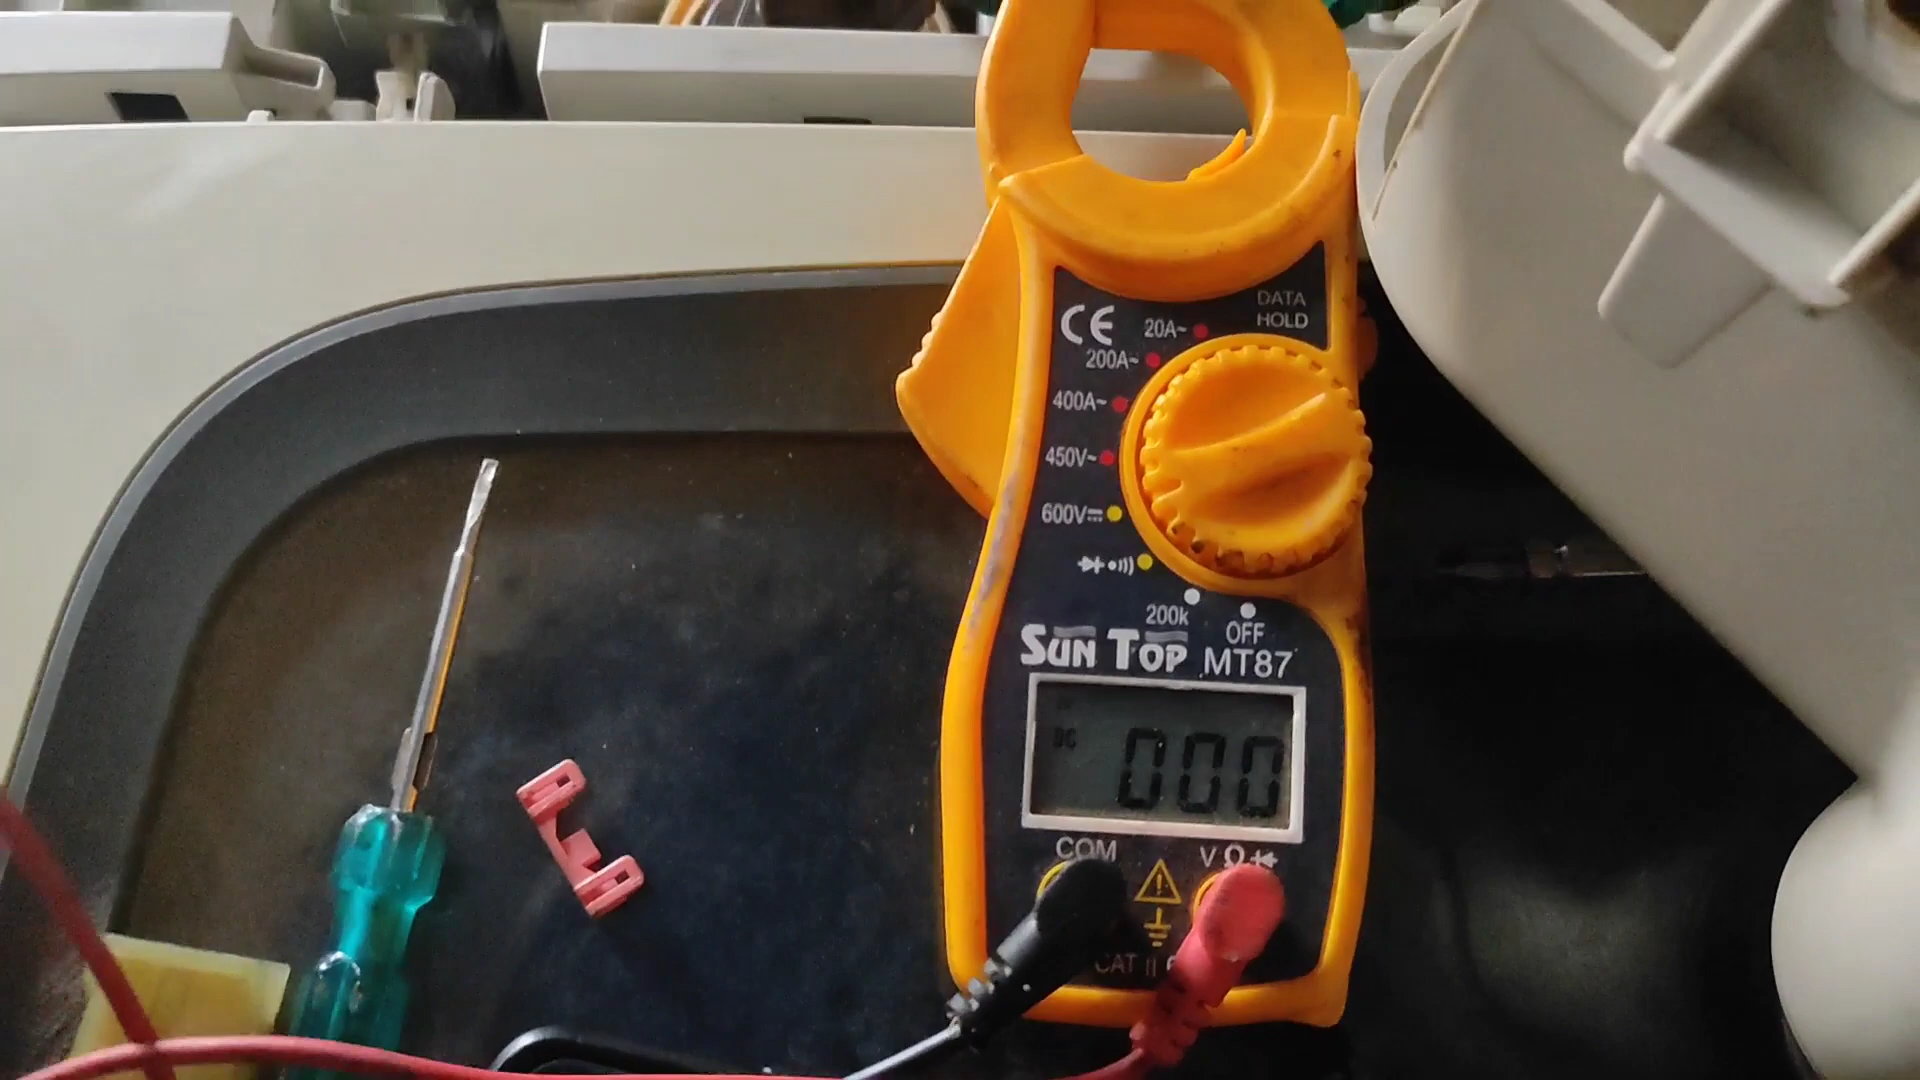 DATA
HOLD
CE
20A~
200A~
400A~
450V~
600V⎓
200k
OFF
SUN TOP
MT87
DC
000
COM
VΩ
CAT II